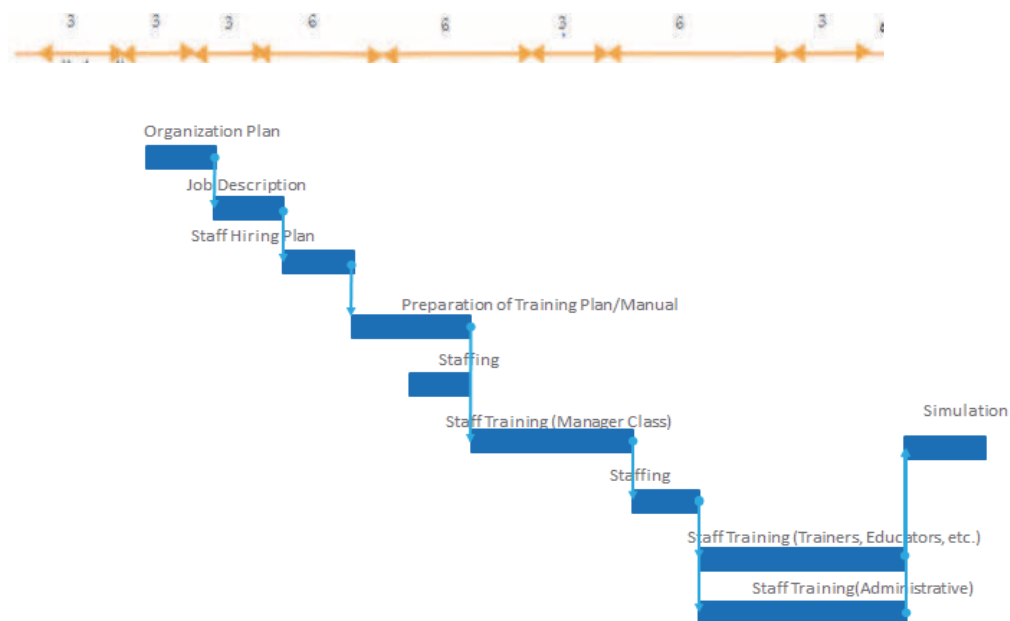 3 3 3 6 8 3 6 3
Organization Plan
Job Description
Staff Hiring Plan
Preparation of Training Plan/Manual
Staffing
Simulation
Staff Training (Manager Class)
Staffing
Staff Training (Trainers, Educators, etc.)
Staff Training(Administrative)